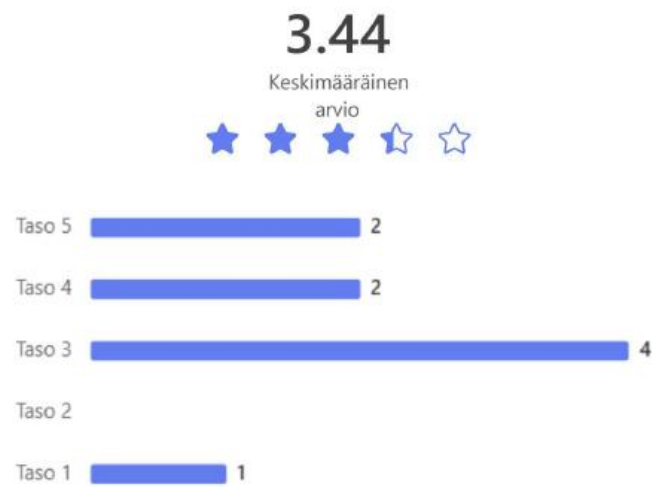 3.44
Keskimääräinen
arvio
Taso 5 2
Taso 4 2
Taso 3 4
Taso 2
Taso 1 1